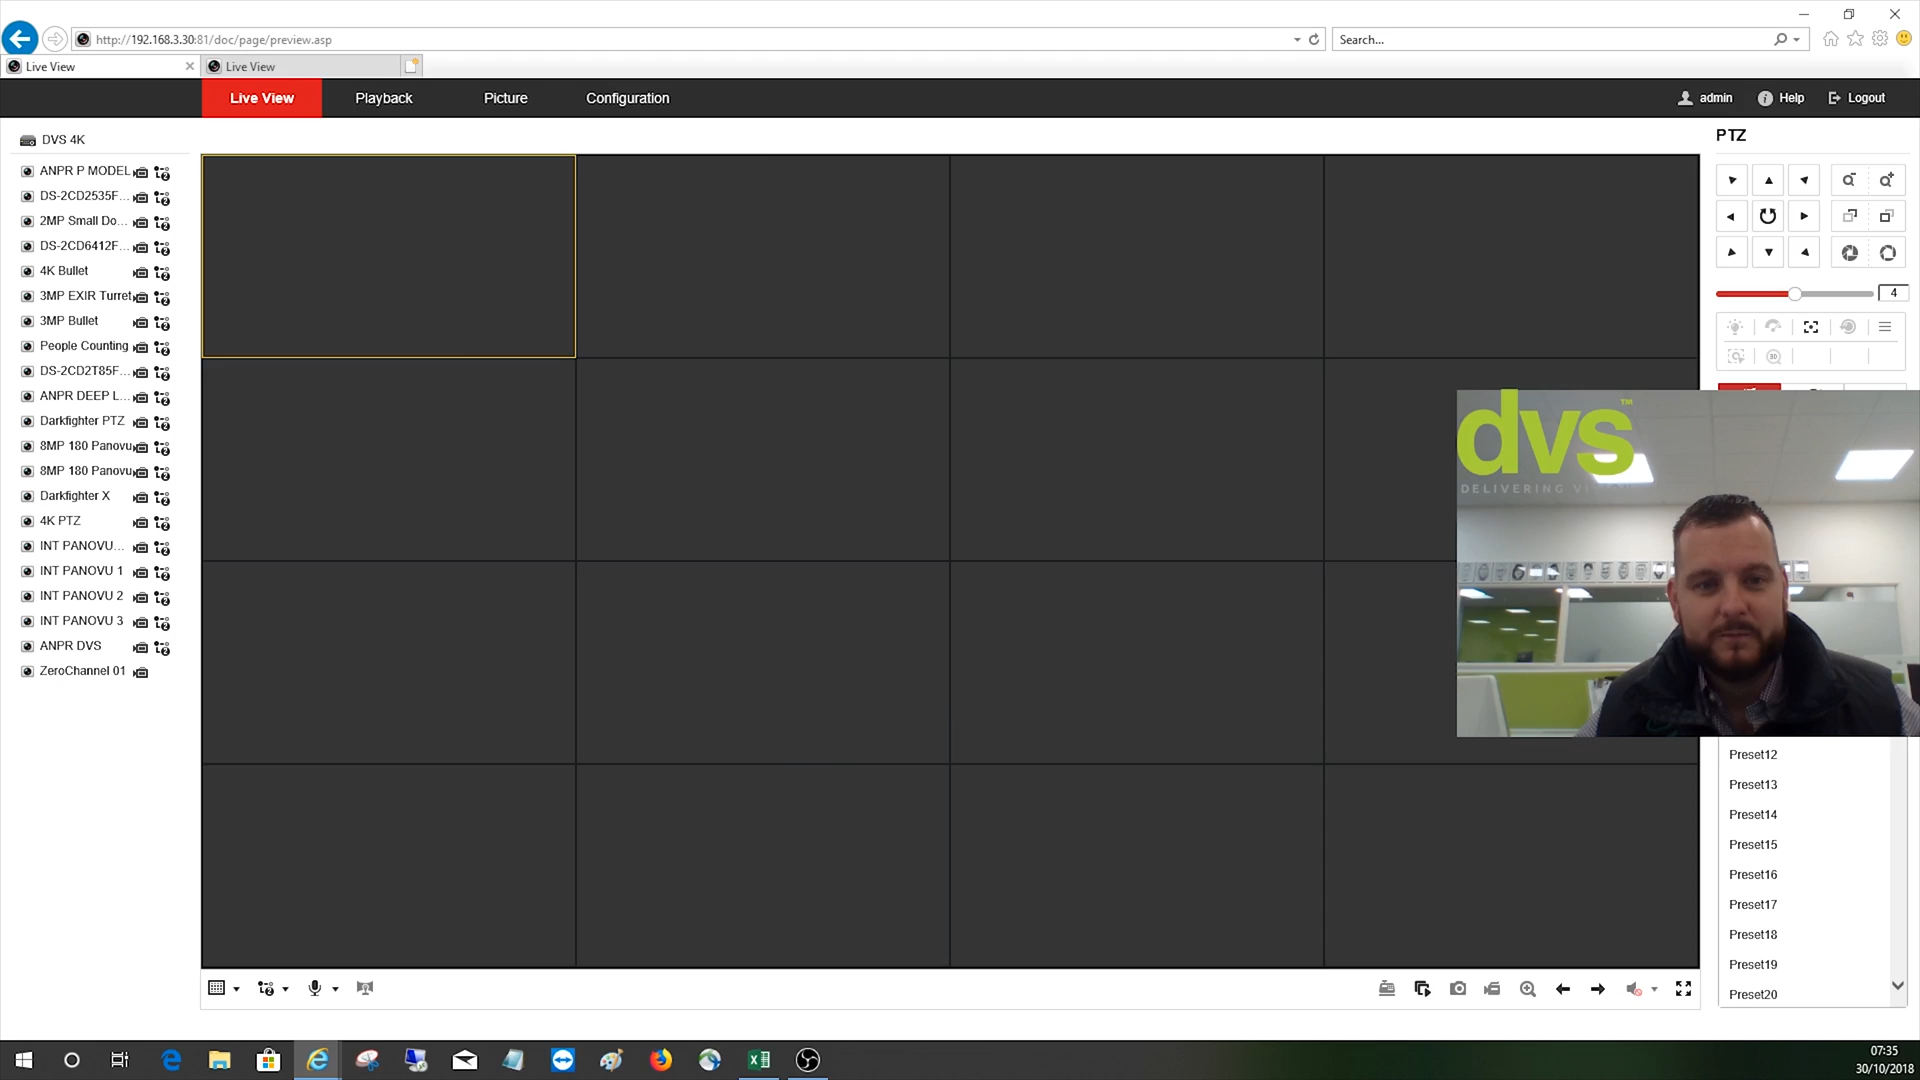 http://192.168.3.30:81/doc/page/preview.asp
Search...
Live View
Live View
Live View
Playback
Picture
Configuration
admin
Help
Logout
DVS 4K
PTZ
ANPR P MODEL
DS-2CD2535F...
2MP Small Do...
DS-2CD6412F...
4K Bullet
3MP EXIR Turret
3MP Bullet
People Counting
DS-2CD2T85F...
ANPR DEEP L...
Darkfighter PTZ
8MP 180 Panovu
8MP 180 Panovu
Darkfighter X
4K PTZ
INT PANOVU...
INT PANOVU 1
INT PANOVU 2
INT PANOVU 3
ANPR DVS
ZeroChannel 01
4
3D
dvs™
DELIVERING
Preset12
Preset13
Preset14
Preset15
Preset16
Preset17
Preset18
Preset19
Preset20
07:35
30/10/2018